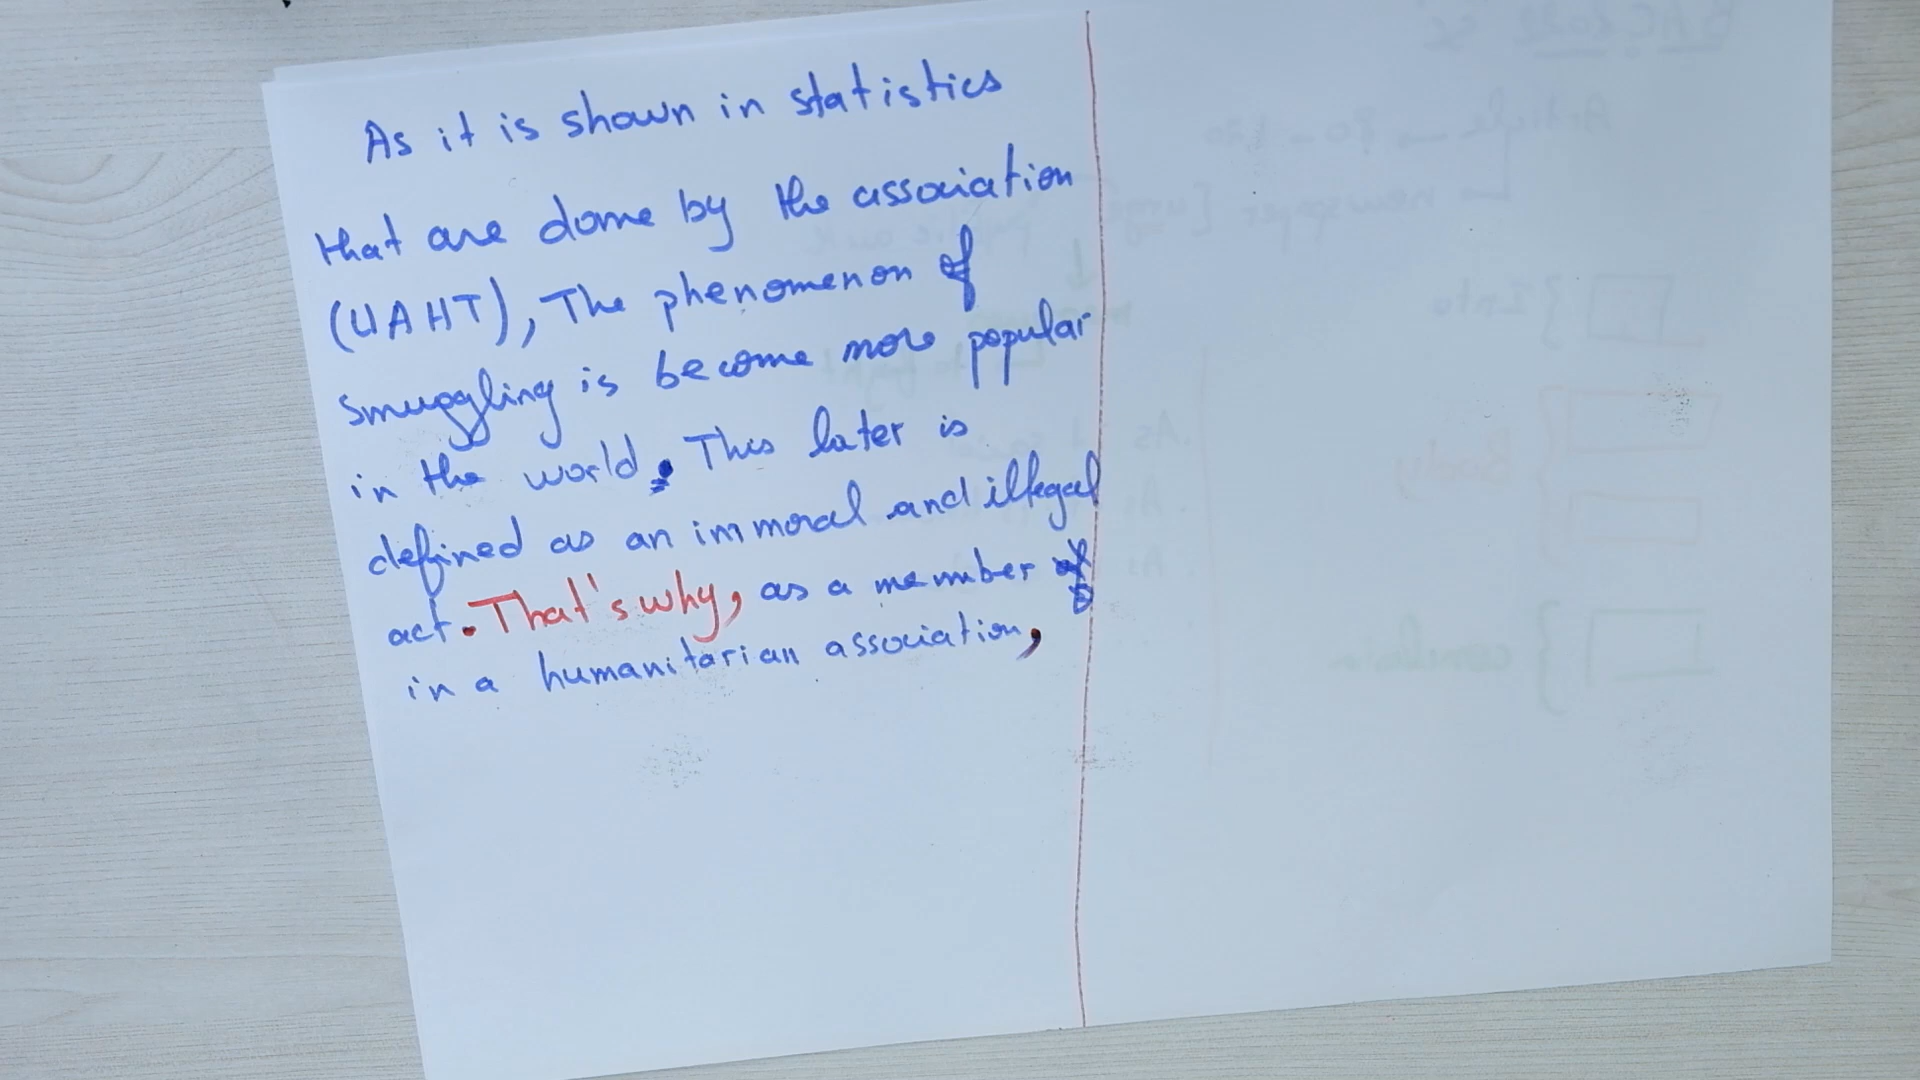 As it is shown in statistics
that are done by the association
(UAHT), The phenomenon of
smuggling is become more popular
in the world. This later is
defined as an immoral and illegal
act. That's why, as a member
in a humanitarian association,